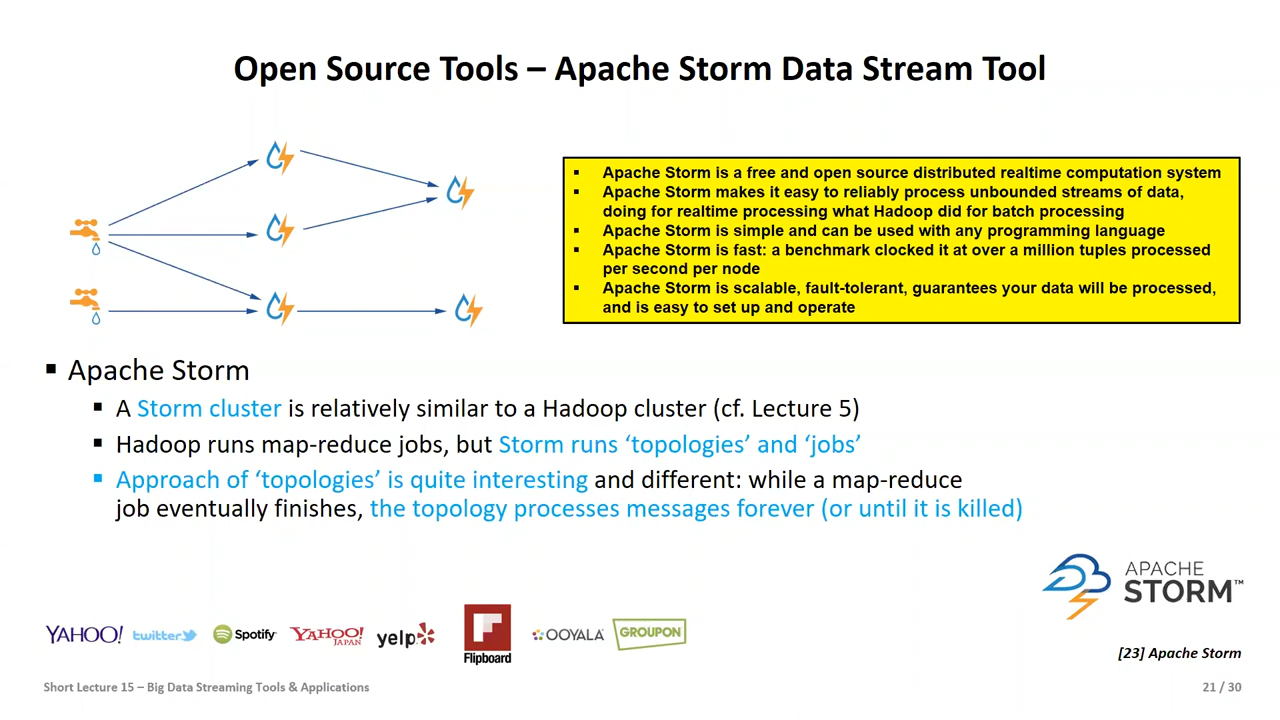 Open Source Tools – Apache Storm Data Stream Tool
▪ Apache Storm is a free and open source distributed realtime computation system
▪ Apache Storm makes it easy to reliably process unbounded streams of data,
doing for realtime processing what Hadoop did for batch processing
▪ Apache Storm is simple and can be used with any programming language
▪ Apache Storm is fast: a benchmark clocked it at over a million tuples processed
per second per node
▪ Apache Storm is scalable, fault-tolerant, guarantees your data will be processed,
and is easy to set up and operate
▪ Apache Storm
▪ A Storm cluster is relatively similar to a Hadoop cluster (cf. Lecture 5)
▪ Hadoop runs map-reduce jobs, but Storm runs ‘topologies’ and ‘jobs’
▪ Approach of ‘topologies’ is quite interesting and different: while a map-reduce
job eventually finishes, the topology processes messages forever (or until it is killed)
APACHE
STORM™
YAHOO! twitter Spotify YAHOO! JAPAN yelp Flipboard OOYALA GROUPON
[23] Apache Storm
Short Lecture 15 – Big Data Streaming Tools & Applications
21 / 30